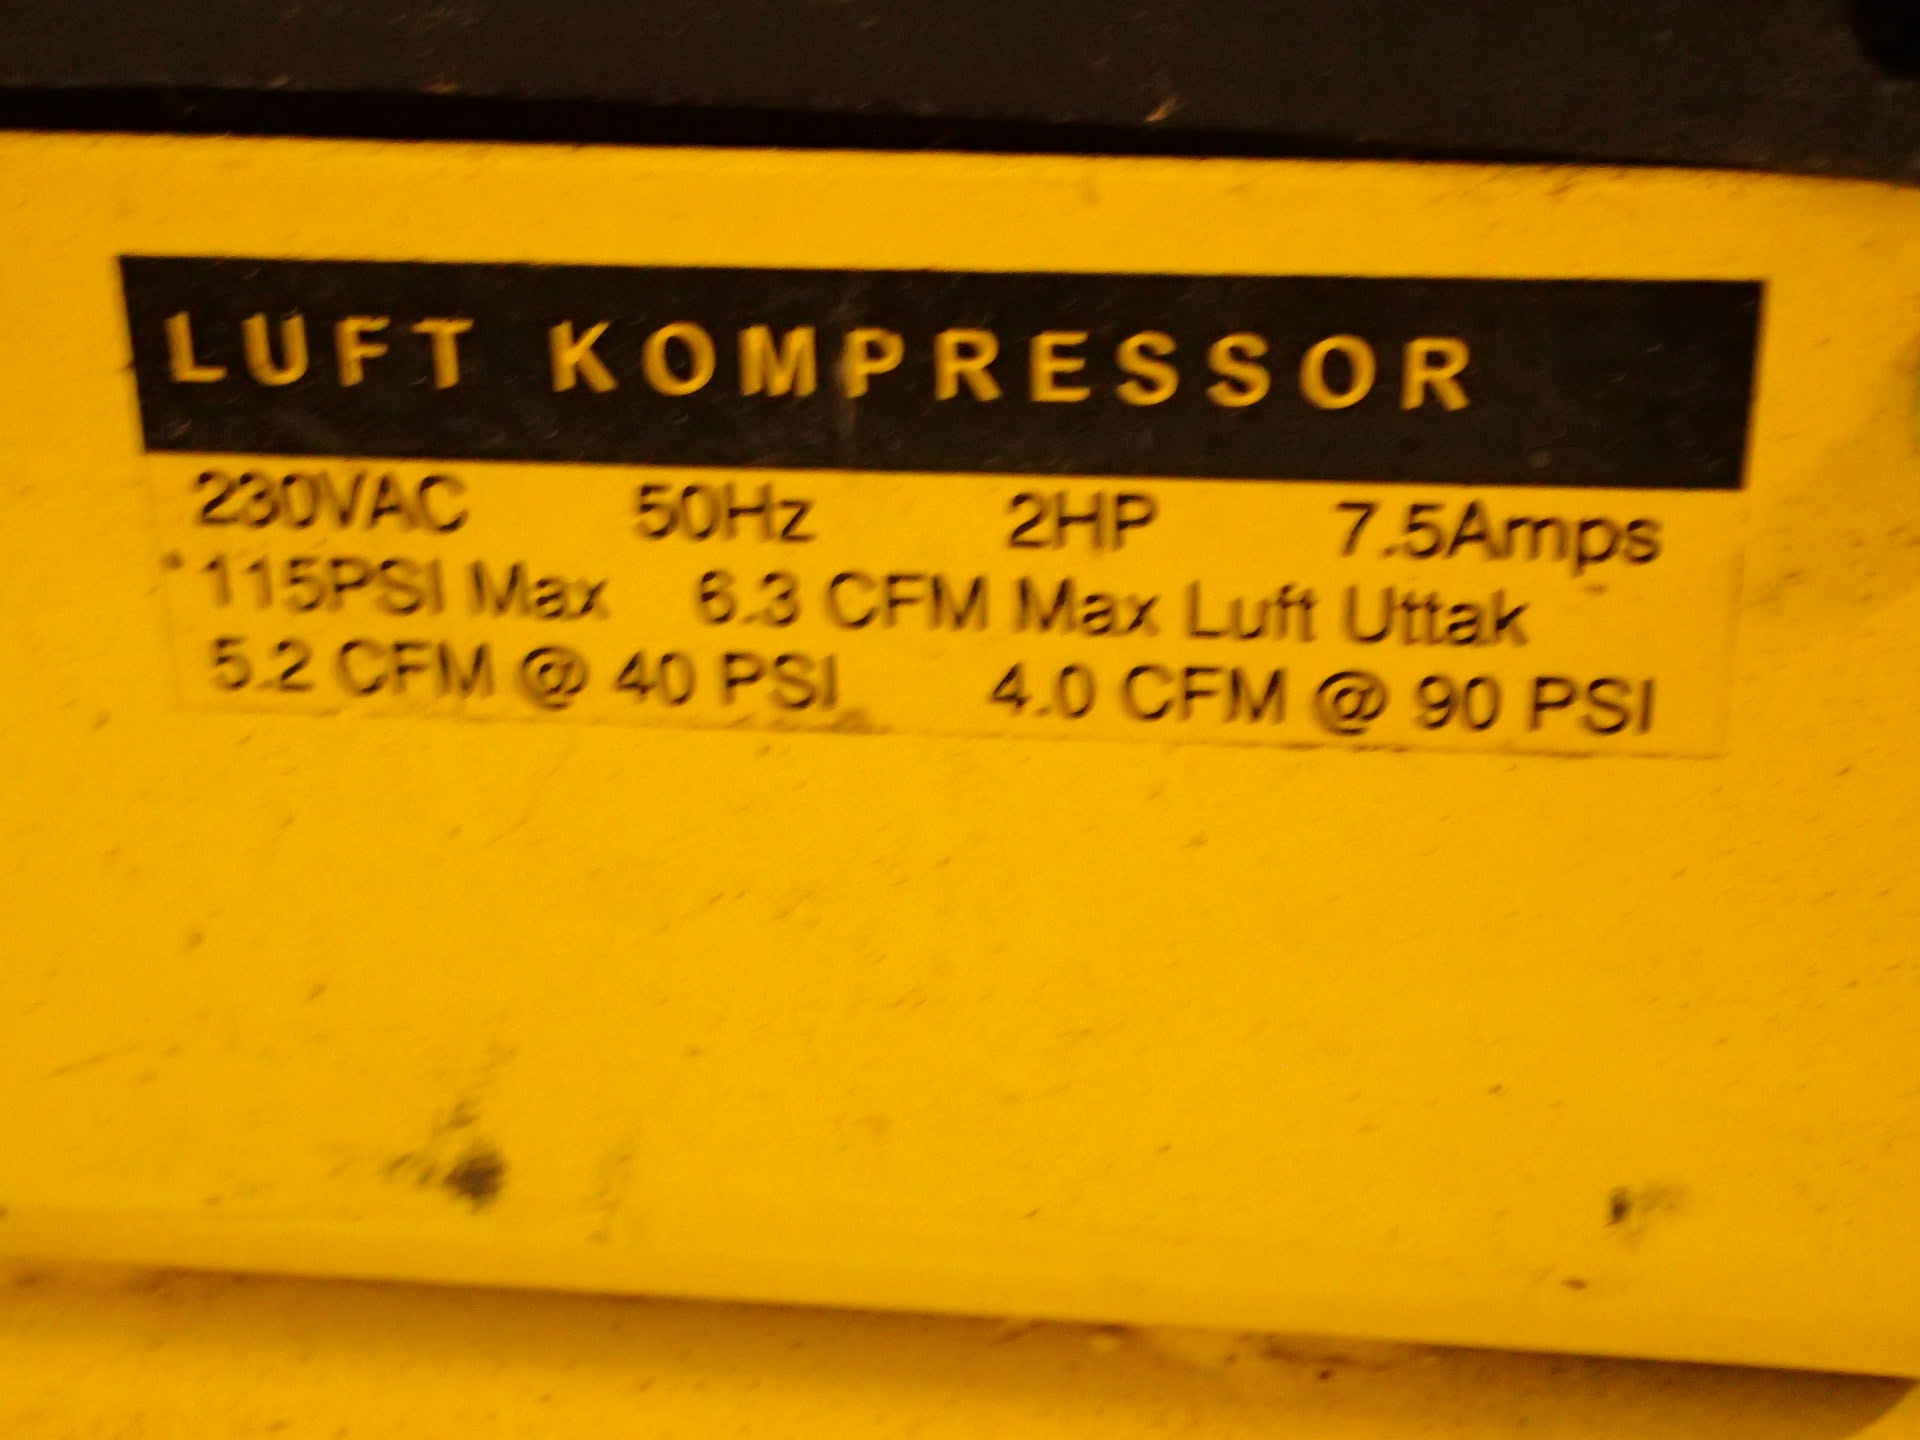 LUFT KOMPRESSOR
230VAC 50Hz 2HP 7.5Amps
115PSI Max 6.3 CFM Max Luft Uttak
5.2 CFM @ 40 PSI 4.0 CFM @ 90 PSI